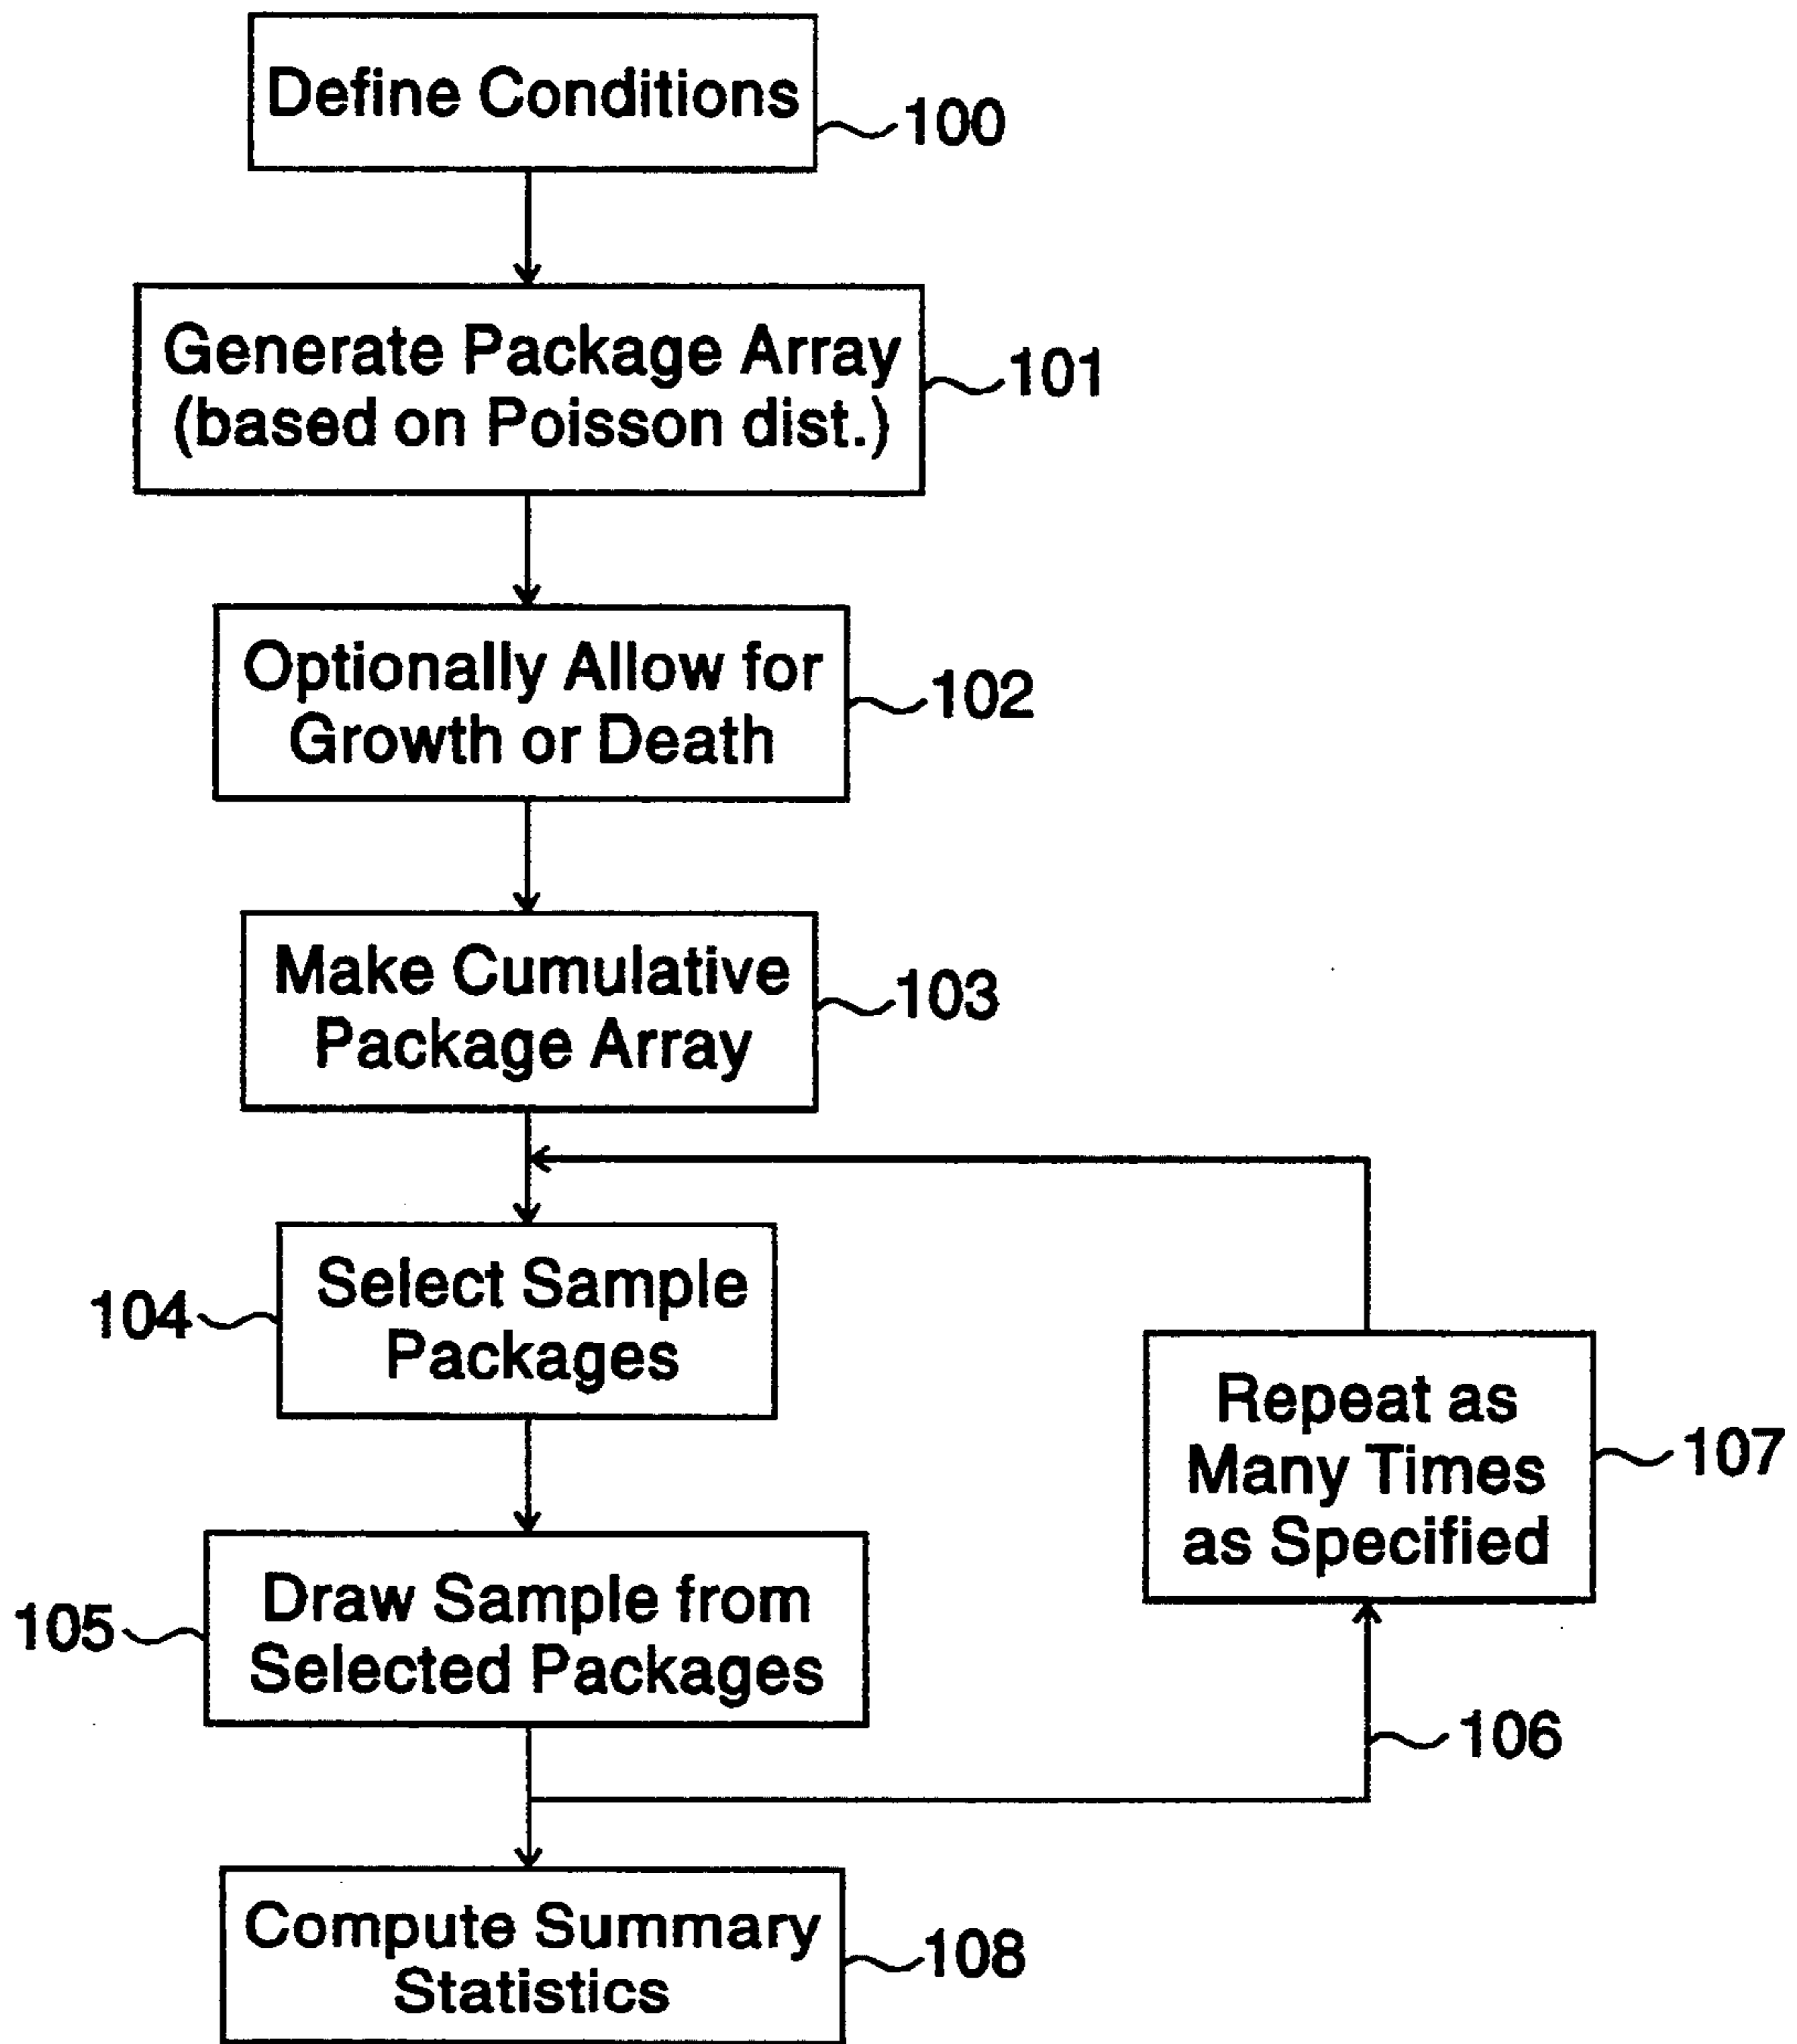 Define Conditions
100
Generate Package Array
(based on Poisson dist.)
101
Optionally Allow for
Growth or Death
102
Make Cumulative
Package Array
103
Select Sample
Packages
104
Repeat as
Many Times
as Specified
107
Draw Sample from
Selected Packages
105
106
Compute Summary
Statistics
108